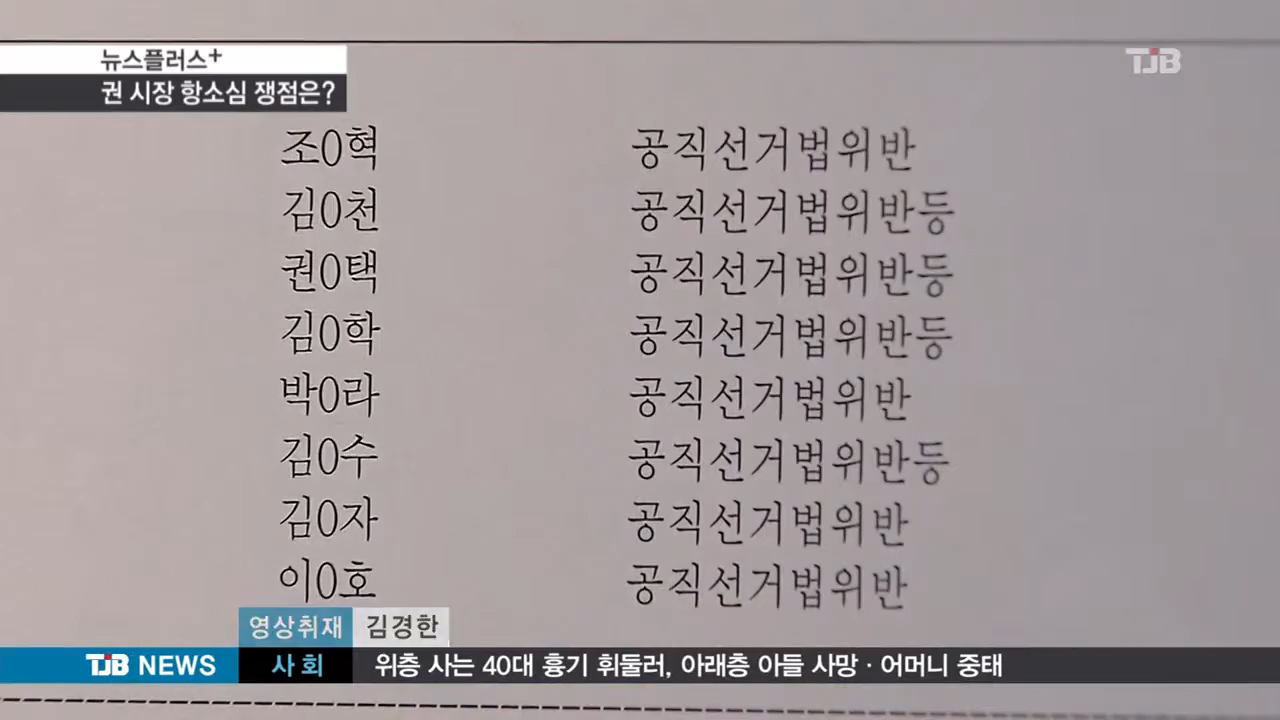 뉴스플러스+
TJB
권 시장 항소심 쟁점은?
조0혁 공직선거법위반
김0천 공직선거법위반등
권0택 공직선거법위반등
김0학 공직선거법위반등
박0라 공직선거법위반
김0수 공직선거법위반등
김0자 공직선거법위반
이0호 공직선거법위반
영상취재 김경한
TJB NEWS 사회 위층 사는 40대 흉기 휘둘러, 아래층 아들 사망·어머니 중태